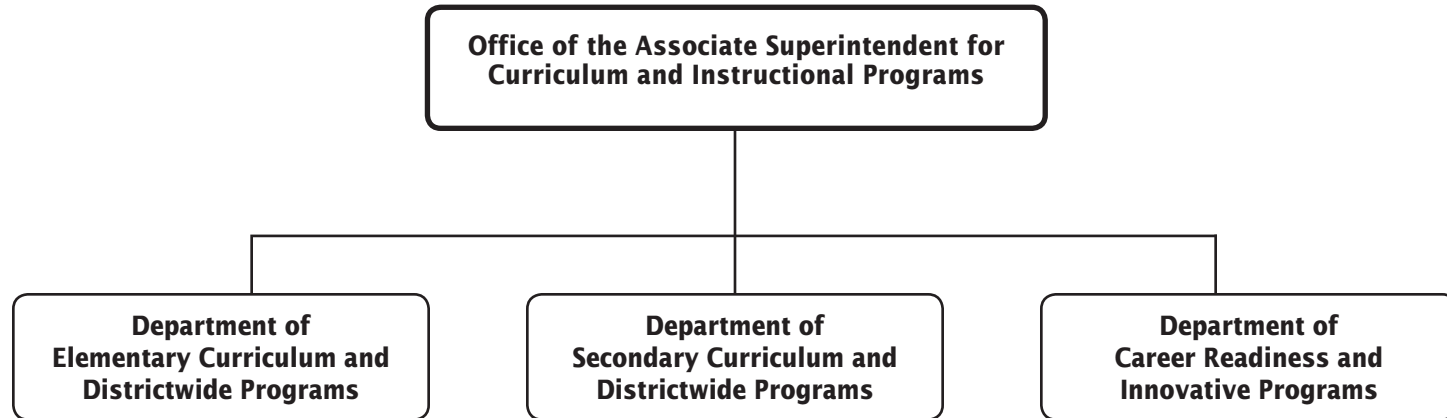 Office of the Associate Superintendent for
Curriculum and Instructional Programs
Department of
Elementary Curriculum and
Districtwide Programs
Department of
Secondary Curriculum and
Districtwide Programs
Department of
Career Readiness and
Innovative Programs